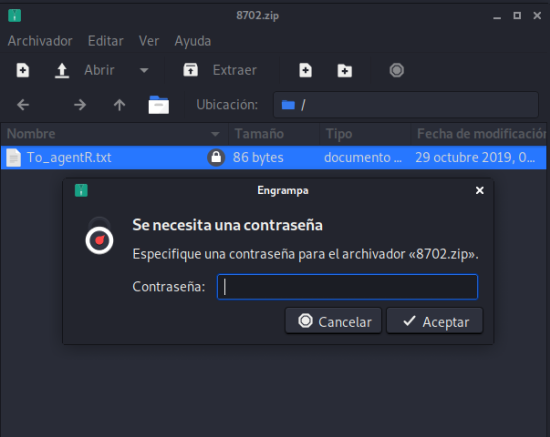 8702.zip
Archivador Editar Ver Ayuda
Abrir Extraer
Ubicación: /
Nombre Tamaño Tipo Fecha de modificación
To_agentR.txt 86 bytes documento ... 29 octubre 2019, 0...
Engrampa
Se necesita una contraseña
Especifique una contraseña para el archivador «8702.zip».
Contraseña:
Cancelar Aceptar